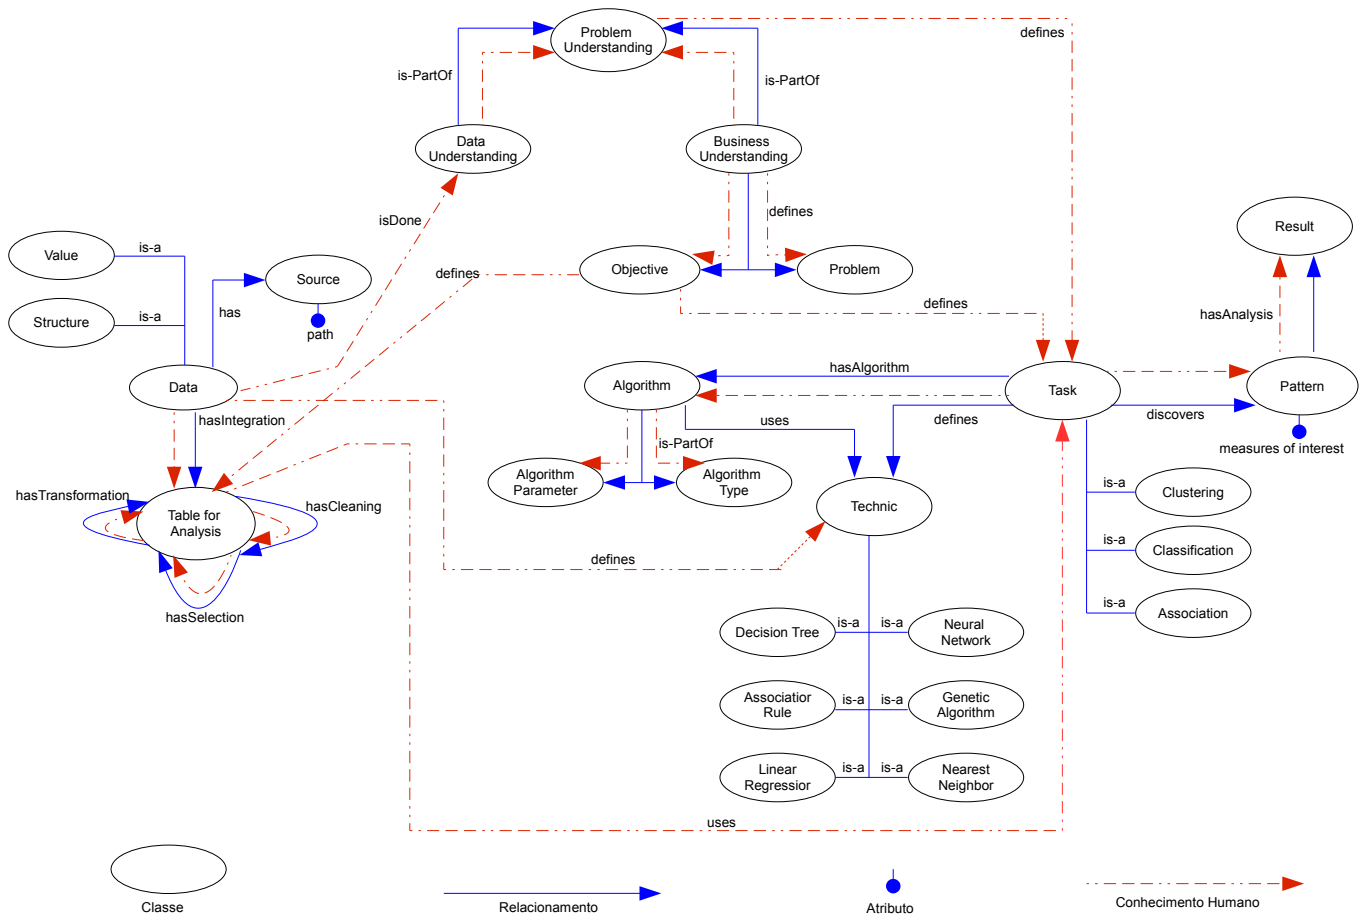 Problem
Understanding
defines
is-PartOf
is-PartOf
Data
Understanding
Business
Understanding
isDone
defines
Value
is-a
Structure
is-a
has
Source
path
defines
Objective
Problem
defines
Result
hasAnalysis
Data
hasIntegration
Algorithm
hasAlgorithm
uses
defines
Task
discovers
Pattern
measures of interest
is-PartOf
Algorithm
Parameter
Algorithm
Type
Technic
hasTransformation
hasCleaning
Table for
Analysis
hasSelection
is-a
Clustering
is-a
Classification
is-a
Association
defines
Decision Tree
is-a
is-a
Neural
Network
Associatior
Rule
is-a
is-a
Genetic
Algorithm
Linear
Regressior
is-a
is-a
Nearest
Neighbor
uses
Classe
Relacionamento
Atributo
Conhecimento Humano